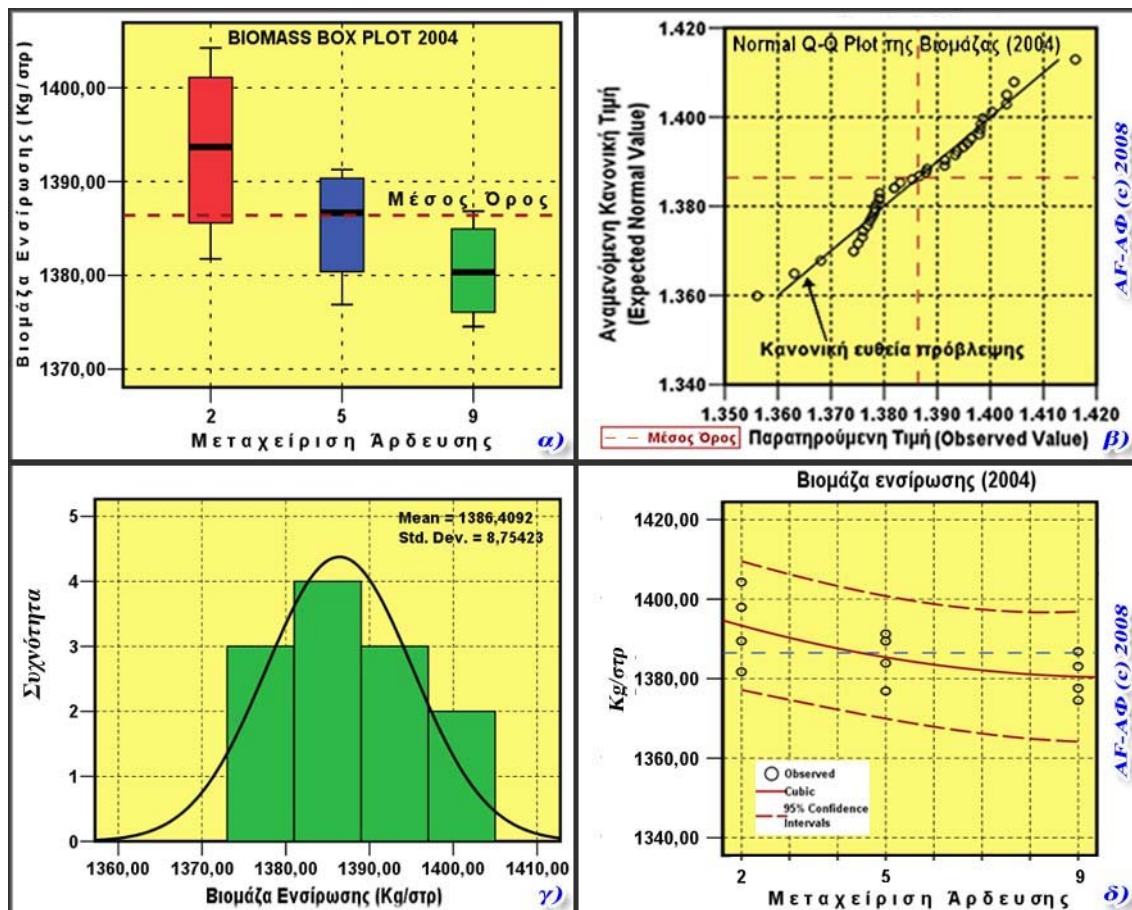 BIOMASS BOX PLOT 2004
Βιομάζα Ενσίρωσης (Kg/στρ)
1400,00
1390,00
1380,00
1370,00
Μέσος Όρος
2 5 9
Μεταχείριση Άρδευσης
α)
Normal Q-Q Plot της Βιομάζας (2004)
Αναμενόμενη Κανονική Τιμή
(Expected Normal Value)
1.420
1.400
1.380
1.360
1.340
Κανονική ευθεία πρόβλεψης
1.350 1.360 1.370 1.380 1.390 1.400 1.410 1.420
Μέσος Όρος
Παρατηρούμενη Τιμή (Observed Value)
β)
AF-ΑΦ (c) 2008
Mean = 1386,4092
Std. Dev. = 8,75423
Συχνότητα
5
4
3
2
1
0
1360,00 1370,00 1380,00 1390,00 1400,00 1410,00
Βιομάζα Ενσίρωσης (Kg/στρ)
γ)
Βιομάζα ενσίρωσης (2004)
Kg/στρ
1420,00
1400,00
1380,00
1360,00
1340,00
Observed
Cubic
95% Confidence
Intervals
2 5 9
Μεταχείριση Άρδευσης
δ)
AF-ΑΦ (c) 2008